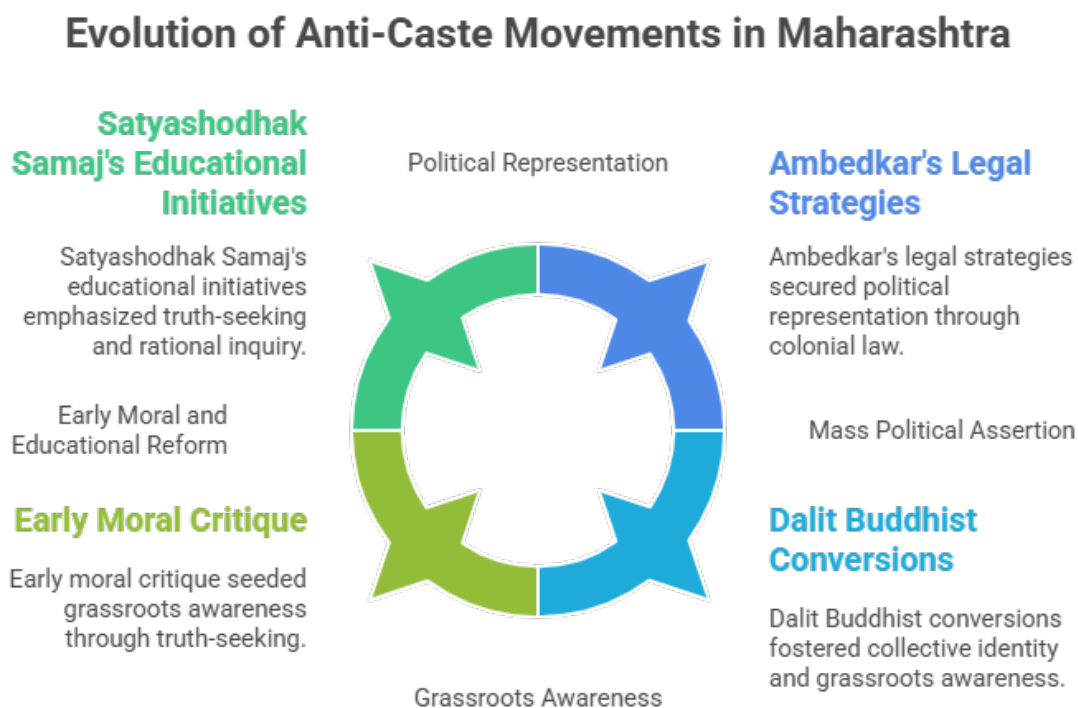 Evolution of Anti-Caste Movements in Maharashtra
Satyashodhak
Samaj's Educational
Initiatives
Satyashodhak Samaj's
educational initiatives
emphasized truth-seeking
and rational inquiry.
Political Representation
Ambedkar's Legal
Strategies
Ambedkar's legal strategies
secured political
representation through
colonial law.
Early Moral and
Educational Reform
Mass Political Assertion
Early Moral Critique
Early moral critique seeded
grassroots awareness
through truth-seeking.
Dalit Buddhist
Conversions
Dalit Buddhist conversions
fostered collective identity
and grassroots awareness.
Grassroots Awareness